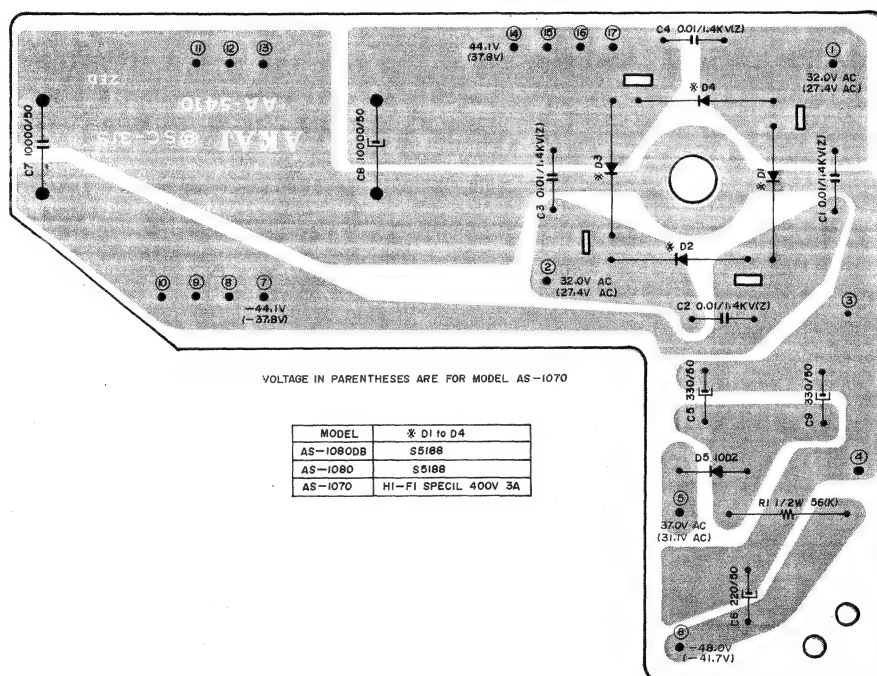 C4 0.01/1.4KV(Z)
⑪ ⑫ ⑬
⑭ ⑮ ⑯ ⑰
44.1V
(37.8V)
①
32.0V AC
(27.4V AC)
ZED
AA-5410
AKAI
※ D4
C7 10000/50
C8 10000/50
C3 0.01/1.4KV(Z)
※ D3
※ D1
C1 0.01/1.4KV(Z)
※ D2
②
32.0V AC
(27.4V AC)
⑩ ⑨ ⑧ ⑦
-44.1V
(-37.8V)
C2 0.01/1.4KV(Z)
③
VOLTAGE IN PARENTHESES ARE FOR MODEL AS-1070
C5 330/50
C9 330/50
MODEL ※ D1 to D4
AS-1080DB S5188
AS-1080 S5188
AS-1070 HI-FI SPECIL 400V 3A
D5 10D2
④
⑤
37.0V AC
(31.1V AC)
R1 1/2W 56(K)
C6 220/50
⑥
-48.0V
(-41.7V)